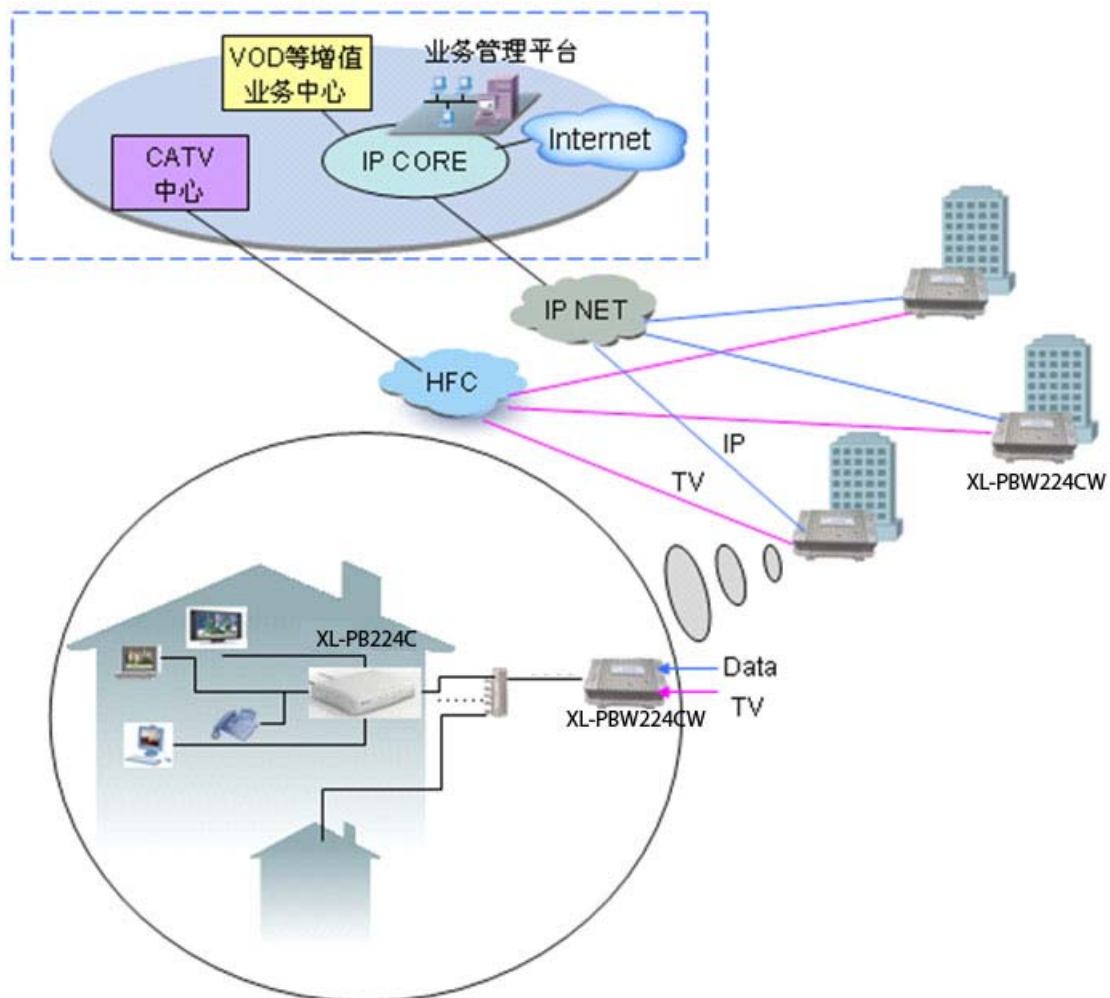 VOD等增值
业务中心
业务管理平台
Internet
IP CORE
CATV
中心
IP NET
HFC
IP
XL-PBW224CW
TV
XL-PB224C
Data
TV
XL-PBW224CW